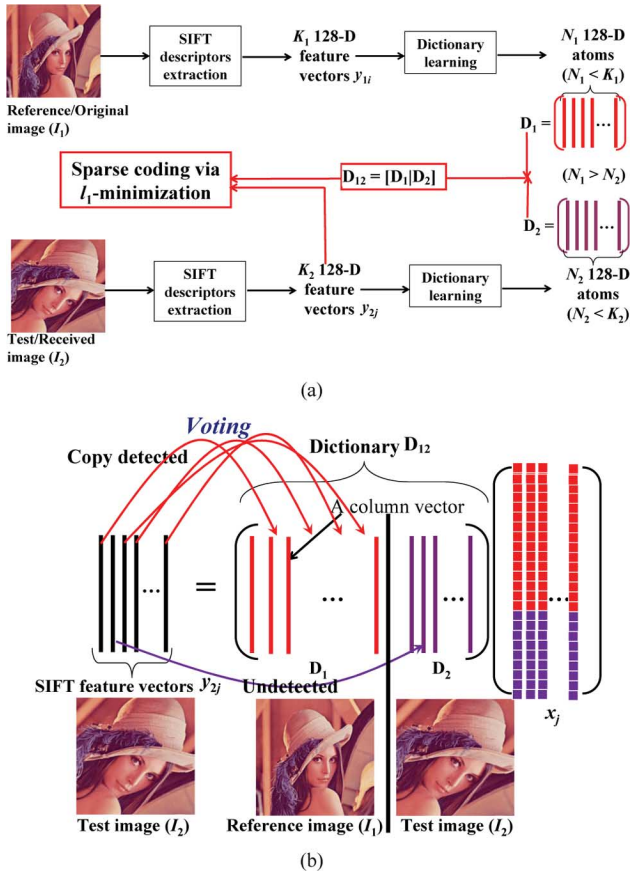 SIFT
descriptors
extraction
K₁ 128-D
feature
vectors y₁ᵢ
Dictionary
learning
N₁ 128-D
atoms
(N₁ < K₁)
Reference/Original
image (I₁)
D₁ =
...
Sparse coding via
l₁-minimization
D₁₂ = [D₁|D₂]
(N₁ > N₂)
D₂ =
...
SIFT
descriptors
extraction
K₂ 128-D
feature
vectors y₂ⱼ
Dictionary
learning
N₂ 128-D
atoms
(N₂ < K₂)
Test/Received
image (I₂)
(a)
Voting
Copy detected
Dictionary D₁₂
A column vector
... = ... ... ...
D₁ D₂
SIFT feature vectors y₂ⱼ
Undetected
xⱼ
Test image (I₂) Reference image (I₁) Test image (I₂)
(b)